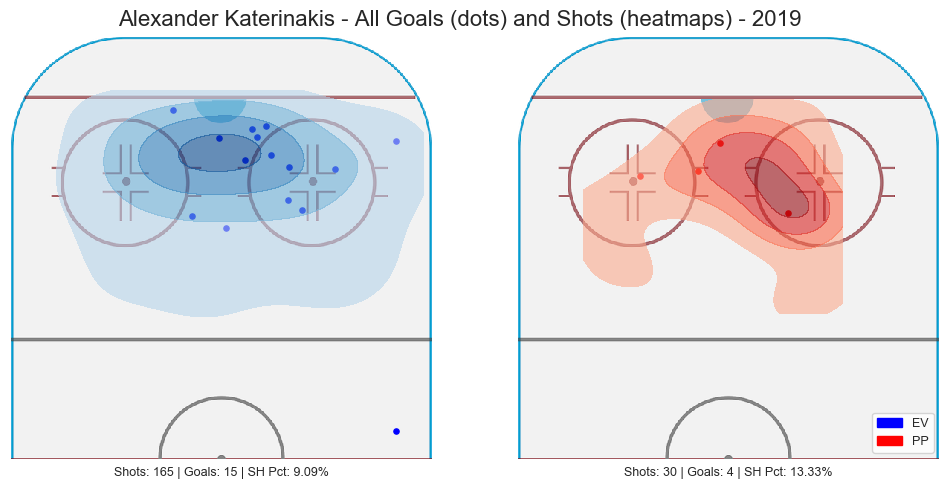 Alexander Katerinakis - All Goals (dots) and Shots (heatmaps) - 2019
EV
PP
Shots: 165 | Goals: 15 | SH Pct: 9.09%
Shots: 30 | Goals: 4 | SH Pct: 13.33%